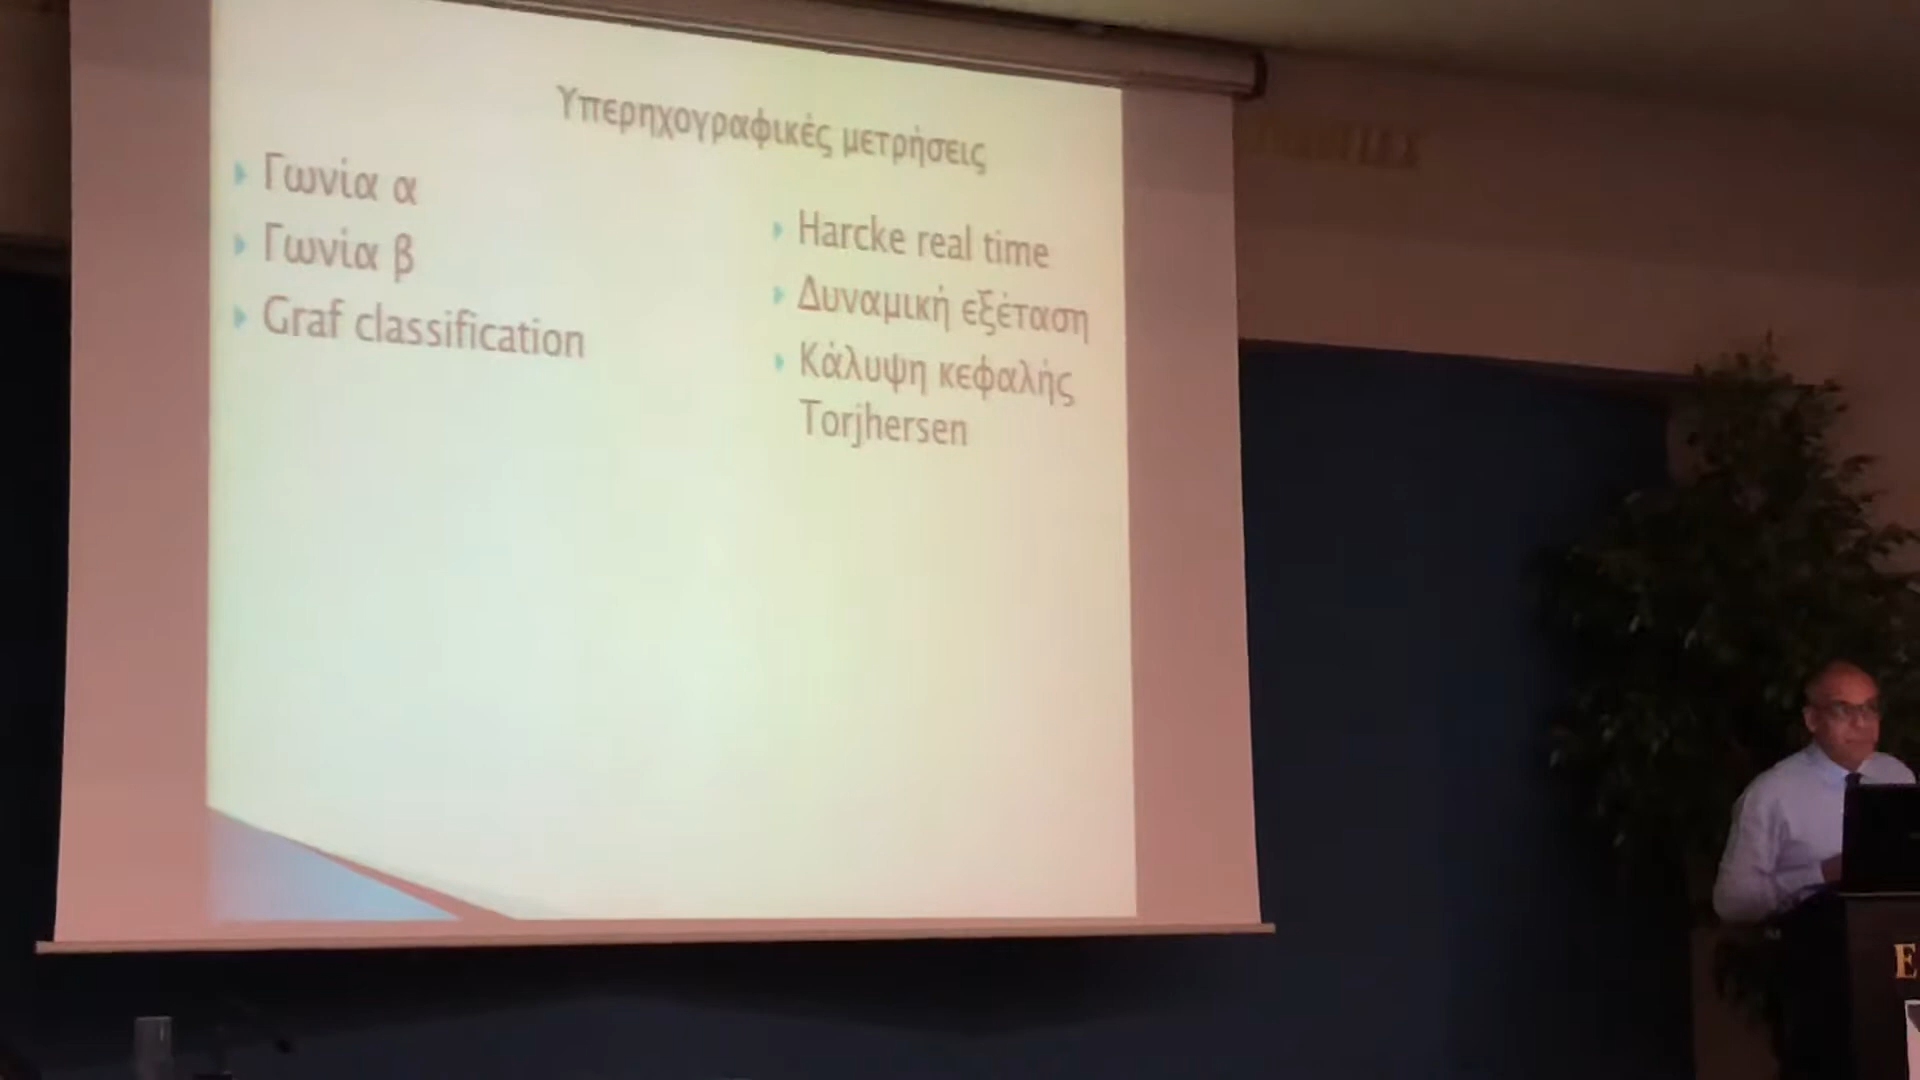 Υπερηχογραφικές μετρήσεις
Γωνία α
Γωνία β
Graf classification
Harcke real time
Δυναμική εξέταση
Κάλυψη κεφαλής
Torjhersen
E